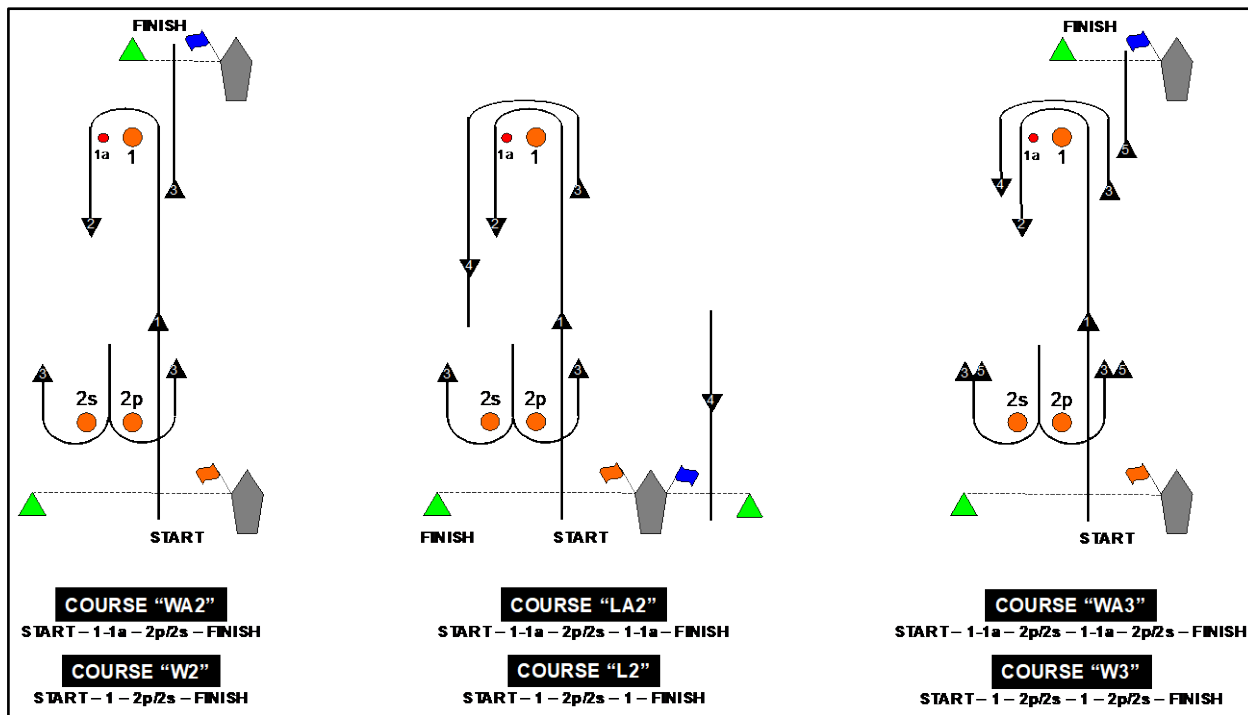 FINISH
1a 1
3
2
1
3 3
2s 2p
START
COURSE “WA2”
START – 1-1a – 2p/2s – FINISH
COURSE “W2”
START – 1 – 2p/2s – FINISH
1a 1
3
2
4
1
3 3
2s 2p
4
FINISH START
COURSE “LA2”
START – 1-1a – 2p/2s – 1-1a – FINISH
COURSE “L2”
START – 1 – 2p/2s – 1 – FINISH
FINISH
1a 1
5
4 3
2
1
3 5 3 5
2s 2p
START
COURSE “WA3”
START – 1-1a – 2p/2s – 1-1a – 2p/2s – FINISH
COURSE “W3”
START – 1 – 2p/2s – 1 – 2p/2s – FINISH